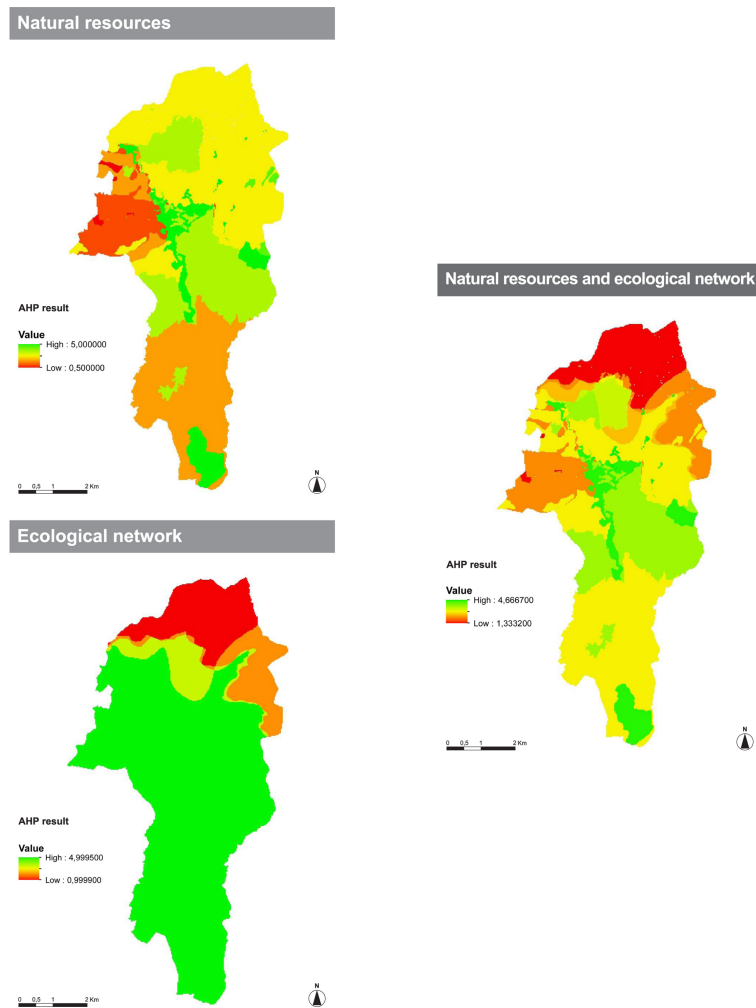 Natural resources
AHP result
Value
High : 5,000000
Low : 0,500000
0 0,5 1 2 Km
N
Ecological network
AHP result
Value
High : 4,999500
Low : 0,999900
0 0,5 1 2 Km
N
Natural resources and ecological network
AHP result
Value
High : 4,666700
Low : 1,333200
0 0,5 1 2 Km
N